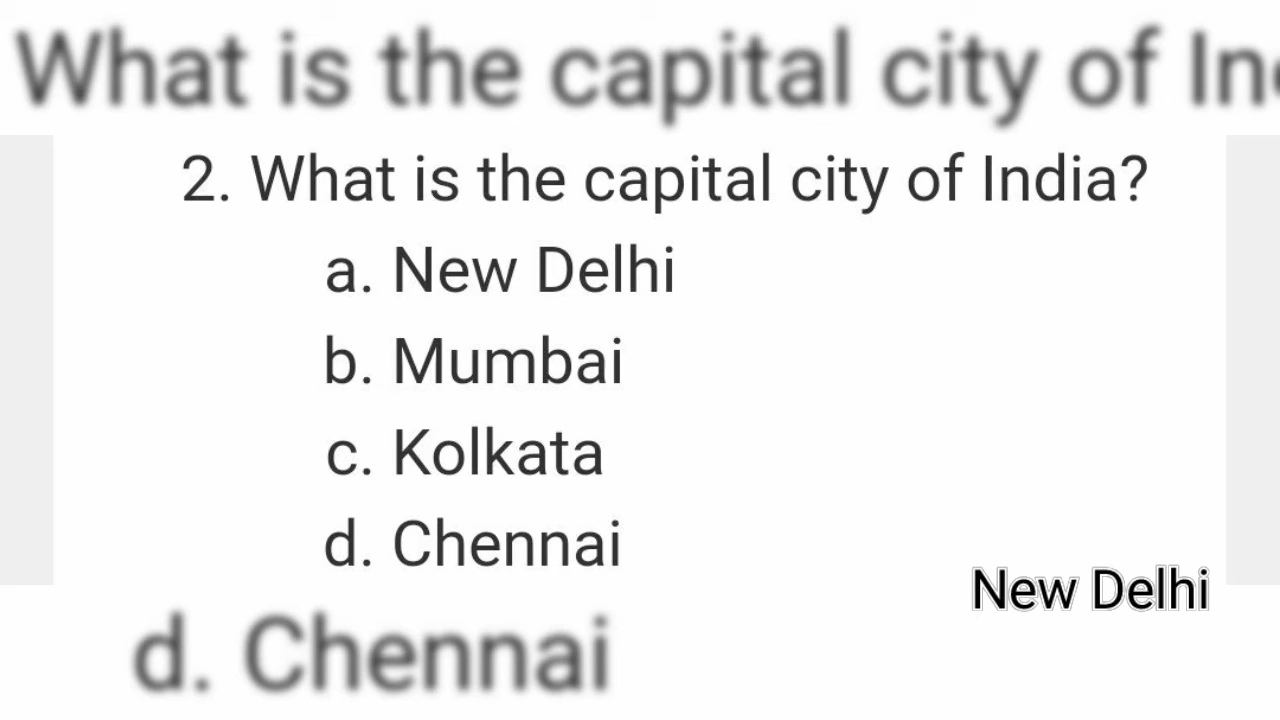 What is the capital city of In
2. What is the capital city of India?
a. New Delhi
b. Mumbai
c. Kolkata
d. Chennai
New Delhi
d. Chennai